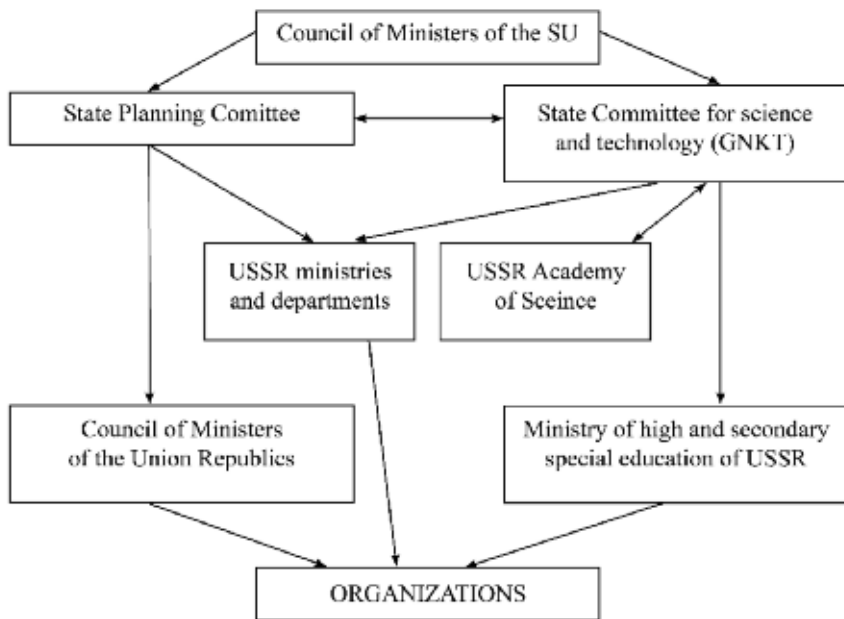 Council of Ministers of the SU
State Planning Comittee
State Committee for science
and technology (GNKT)
USSR ministries
and departments
USSR Academy
of Sceince
Council of Ministers
of the Union Republics
Ministry of high and secondary
special education of USSR
ORGANIZATIONS